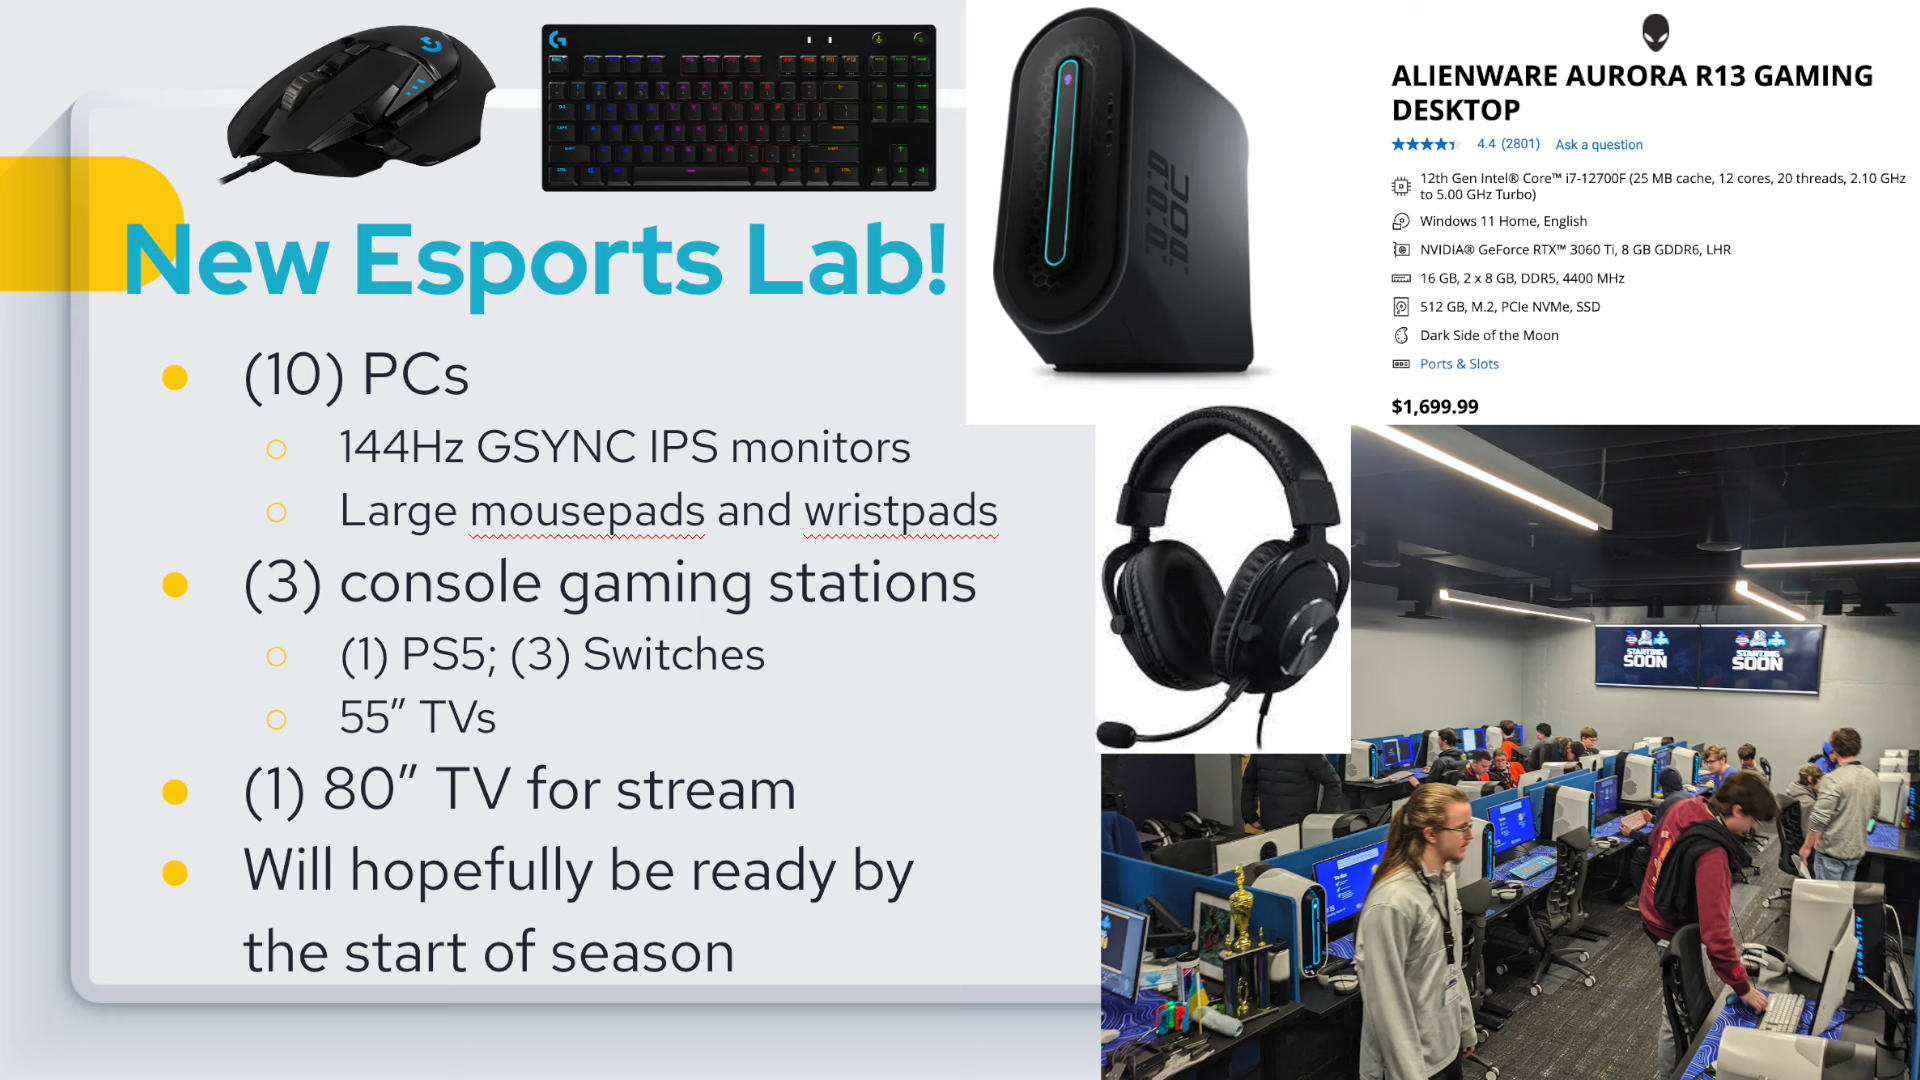 New Esports Lab!
(10) PCs
144Hz GSYNC IPS monitors
Large mousepads and wristpads
(3) console gaming stations
(1) PS5; (3) Switches
55” TVs
(1) 80” TV for stream
Will hopefully be ready by
the start of season
ALIENWARE AURORA R13 GAMING
DESKTOP
4.4 (2801) Ask a question
12th Gen Intel® Core™ i7-12700F (25 MB cache, 12 cores, 20 threads, 2.10 GHz
to 5.00 GHz Turbo)
Windows 11 Home, English
NVIDIA® GeForce RTX™ 3060 Ti, 8 GB GDDR6, LHR
16 GB, 2 x 8 GB, DDR5, 4400 MHz
512 GB, M.2, PCIe NVMe, SSD
Dark Side of the Moon
Ports & Slots
$1,699.99
STARTING
SOON
STARTING
SOON
ALIENWARE